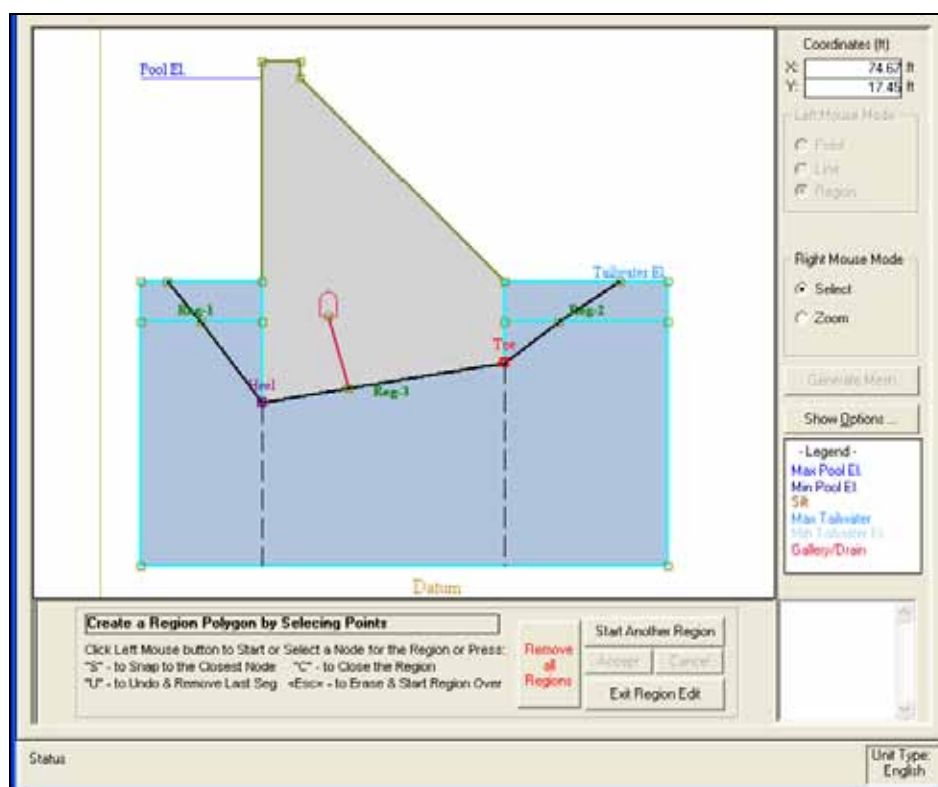 Pool El.
Tailwater El.
Reg-1
Reg-2
Toe
Heel
Reg-3
Datum
Coordinates (ft)
X: 74.67 ft
Y: 17.45 ft
Left Mouse Mode
Point
Line
Region
Right Mouse Mode
Select
Zoom
Generate Mesh
Show Options ...
- Legend -
Max Pool El.
Min Pool El.
Silt
Max Tailwater
Min Tailwater El.
Gallery/Drain
Create a Region Polygon by Selecing Points
Click Left Mouse button to Start or Select a Node for the Region or Press:
"S" - to Snap to the Closest Node "C" - to Close the Region
"U" - to Undo & Remove Last Seg <Esc> - to Erase & Start Region Over
Remove
all
Regions
Start Another Region
Accept
Cancel
Exit Region Edit
Status
Unit Type:
English